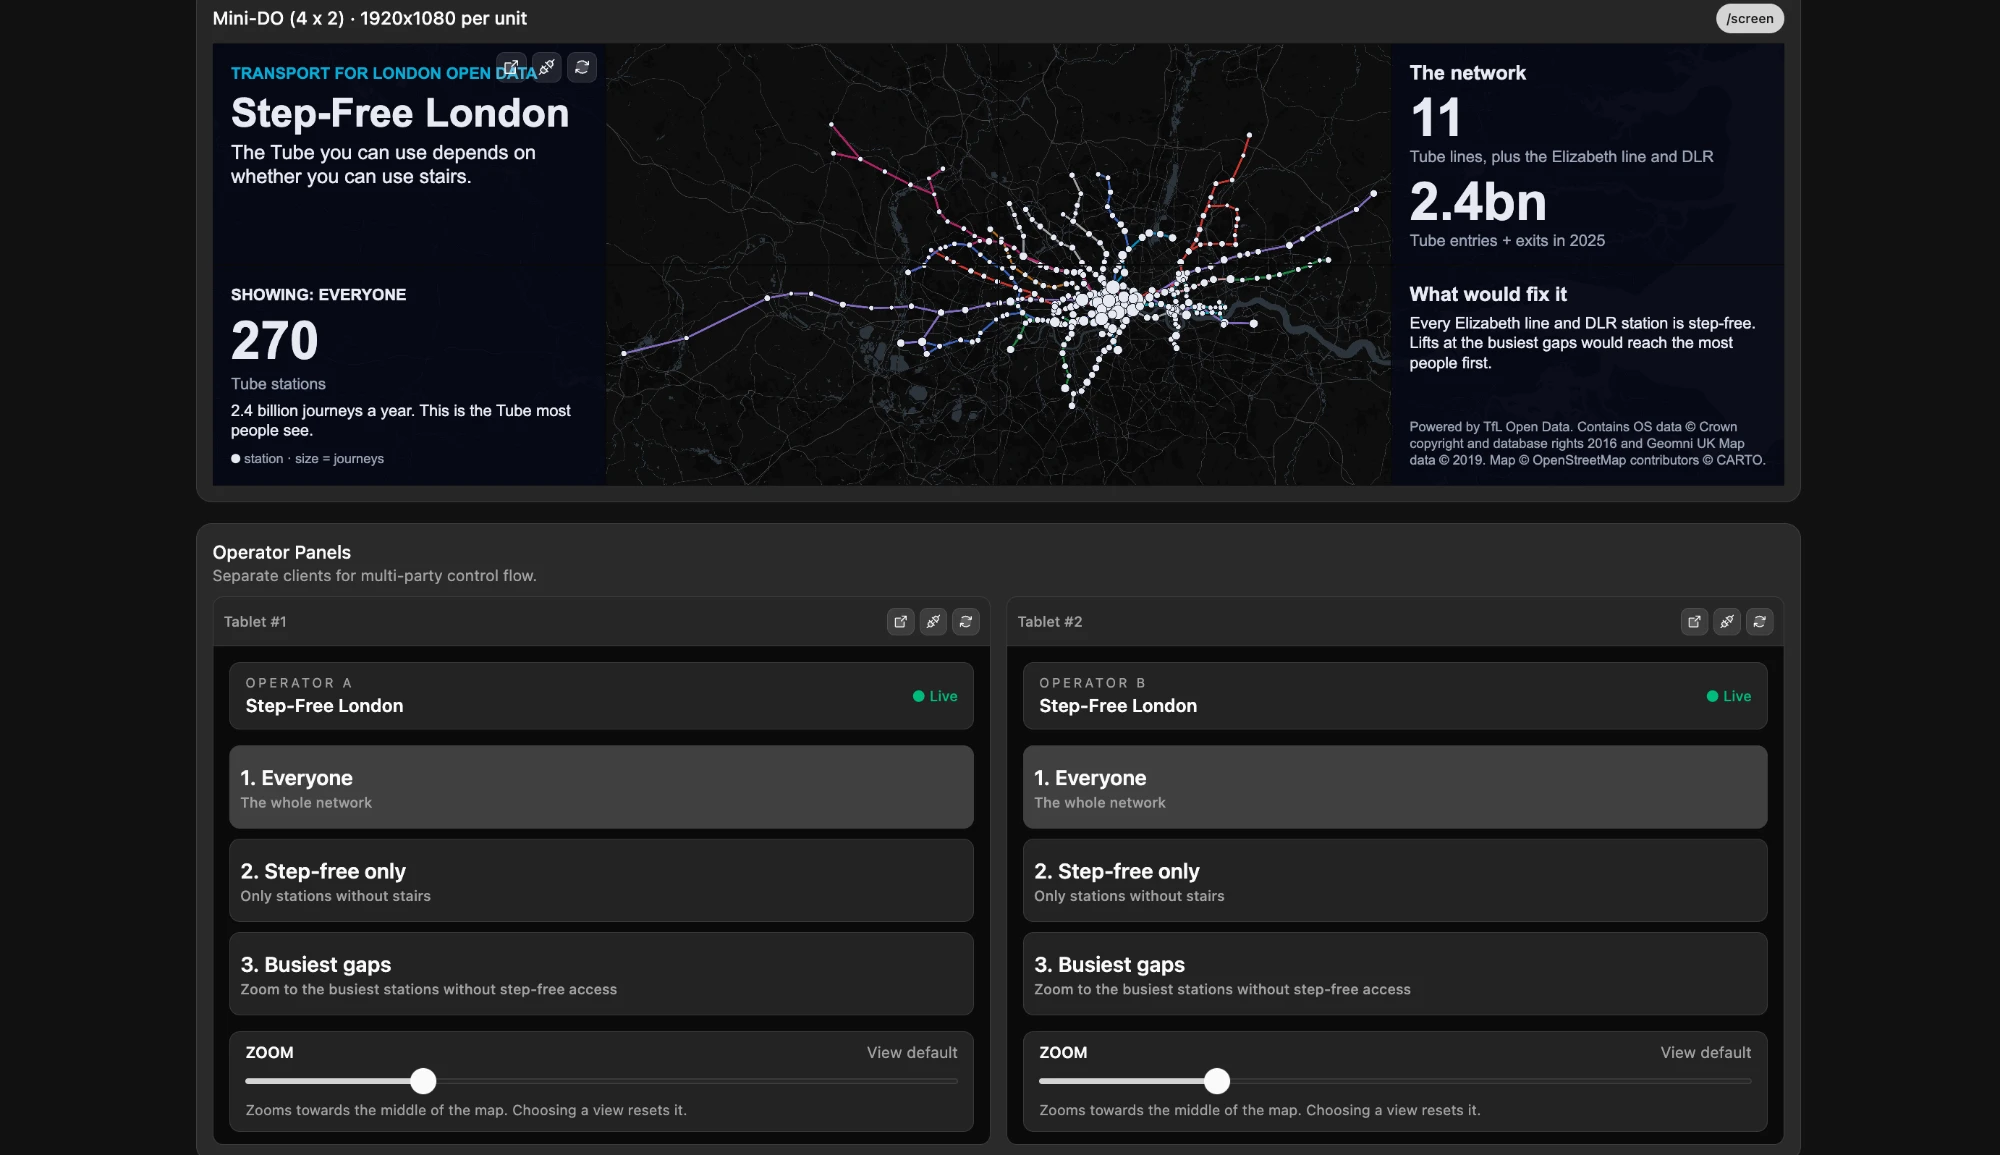 Mini-DO (4 x 2) · 1920x1080 per unit
/screen
TRANSPORT FOR LONDON OPEN DATA
Step-Free London
The Tube you can use depends on
whether you can use stairs.
SHOWING: EVERYONE
270
Tube stations
2.4 billion journeys a year. This is the Tube most
people see.
station · size = journeys
The network
11
Tube lines, plus the Elizabeth line and DLR
2.4bn
Tube entries + exits in 2025
What would fix it
Every Elizabeth line and DLR station is step-free.
Lifts at the busiest gaps would reach the most
people first.
Powered by TfL Open Data. Contains OS data © Crown
copyright and database rights 2016 and Geomni UK Map
data © 2019. Map © OpenStreetMap contributors © CARTO.
Operator Panels
Separate clients for multi-party control flow.
Tablet #1
OPERATOR A
Step-Free London
Live
1. Everyone
The whole network
2. Step-free only
Only stations without stairs
3. Busiest gaps
Zoom to the busiest stations without step-free access
ZOOM
View default
Zooms towards the middle of the map. Choosing a view resets it.
Tablet #2
OPERATOR B
Step-Free London
Live
1. Everyone
The whole network
2. Step-free only
Only stations without stairs
3. Busiest gaps
Zoom to the busiest stations without step-free access
ZOOM
View default
Zooms towards the middle of the map. Choosing a view resets it.